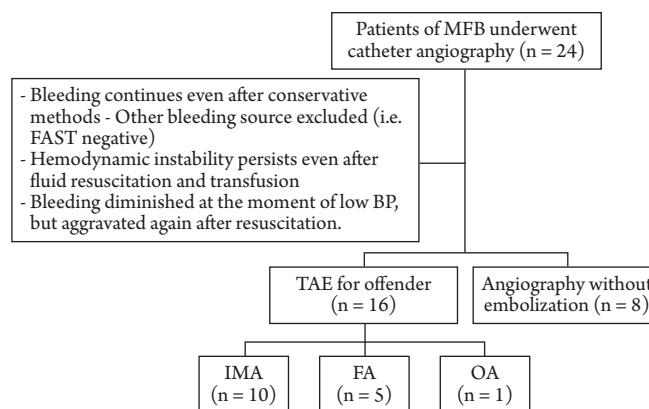 Patients of MFB underwent
catheter angiography
(n = 24)
- Bleeding continues even after conservative
methods - Other bleeding source excluded (i.e.
FAST negative)
- Hemodynamic instability persists even after
fluid resuscitation and transfusion
- Bleeding diminished at the moment of low BP,
but aggravated again after resuscitation.
TAE for offender
(n = 16)
Angiography without
embolization (n = 8)
IMA
(n = 10)
FA
(n = 5)
OA
(n = 1)